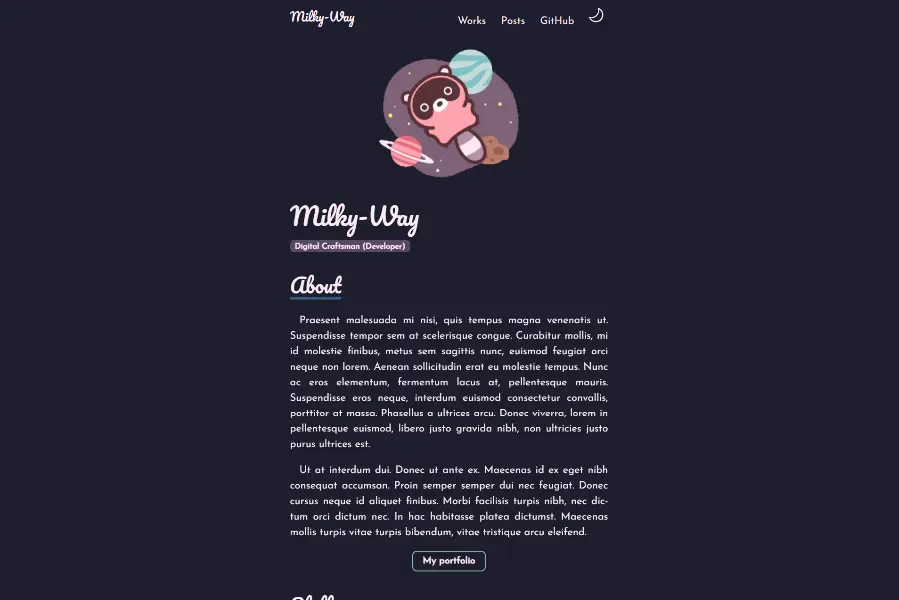 Milky-Way
Works Posts GitHub
Milky-Way
Digital Craftsman (Developer)
About
Praesent malesuada mi nisi, quis tempus magna venenatis ut.
Suspendisse tempor sem at scelerisque congue. Curabitur mollis, mi
id molestie finibus, metus sem sagittis nunc, euismod feugiat orci
neque non lorem. Aenean sollicitudin erat eu molestie tempus. Nunc
ac eros elementum, fermentum lacus at, pellentesque mauris.
Suspendisse eros neque, interdum euismod consectetur convallis,
porttitor at massa. Phasellus a ultrices arcu. Donec viverra, lorem in
pellentesque euismod, libero justo gravida nibh, non ultricies justo
purus ultrices est.
Ut at interdum dui. Donec ut ante ex. Maecenas id ex eget nibh
consequat accumsan. Proin semper semper dui nec feugiat. Donec
cursus neque id aliquet finibus. Morbi facilisis turpis nibh, nec dic-
tum orci dictum nec. In hac habitasse platea dictumst. Maecenas
mollis turpis vitae turpis bibendum, vitae tristique arcu eleifend.
My portfolio